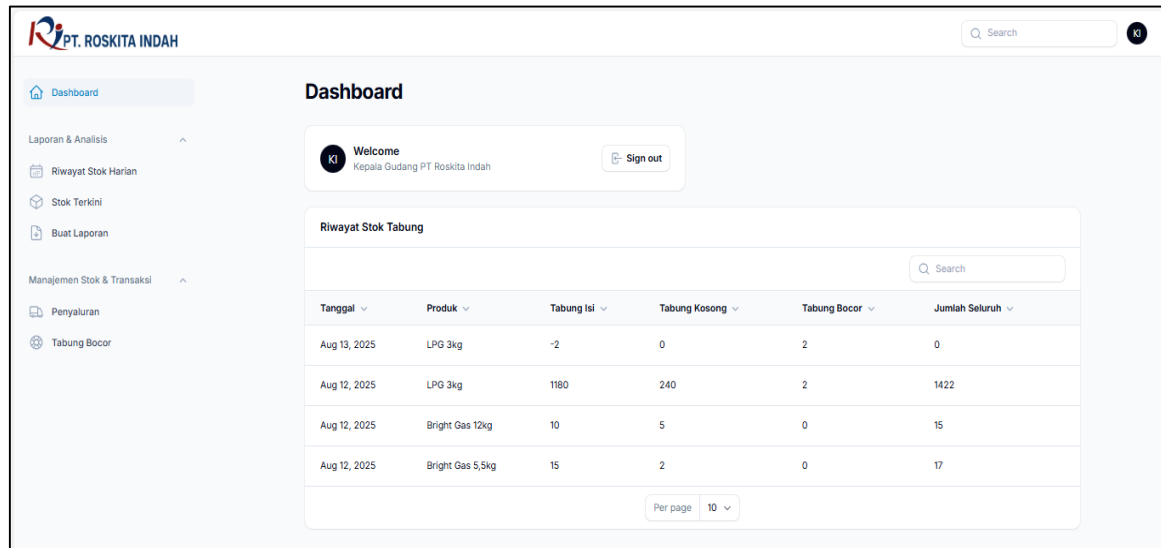 PT. ROSKITA INDAH
Search
KI
Dashboard
Laporan & Analisis
Riwayat Stok Harian
Stok Terkini
Buat Laporan
Manajemen Stok & Transaksi
Penyaluran
Tabung Bocor
Dashboard
KI
Welcome
Kepala Gudang PT Roskita Indah
Sign out
Riwayat Stok Tabung
Search
Tanggal Produk Tabung Isi Tabung Kosong Tabung Bocor Jumlah Seluruh
Aug 13, 2025 LPG 3kg -2 0 2 0
Aug 12, 2025 LPG 3kg 1180 240 2 1422
Aug 12, 2025 Bright Gas 12kg 10 5 0 15
Aug 12, 2025 Bright Gas 5,5kg 15 2 0 17
Per page 10